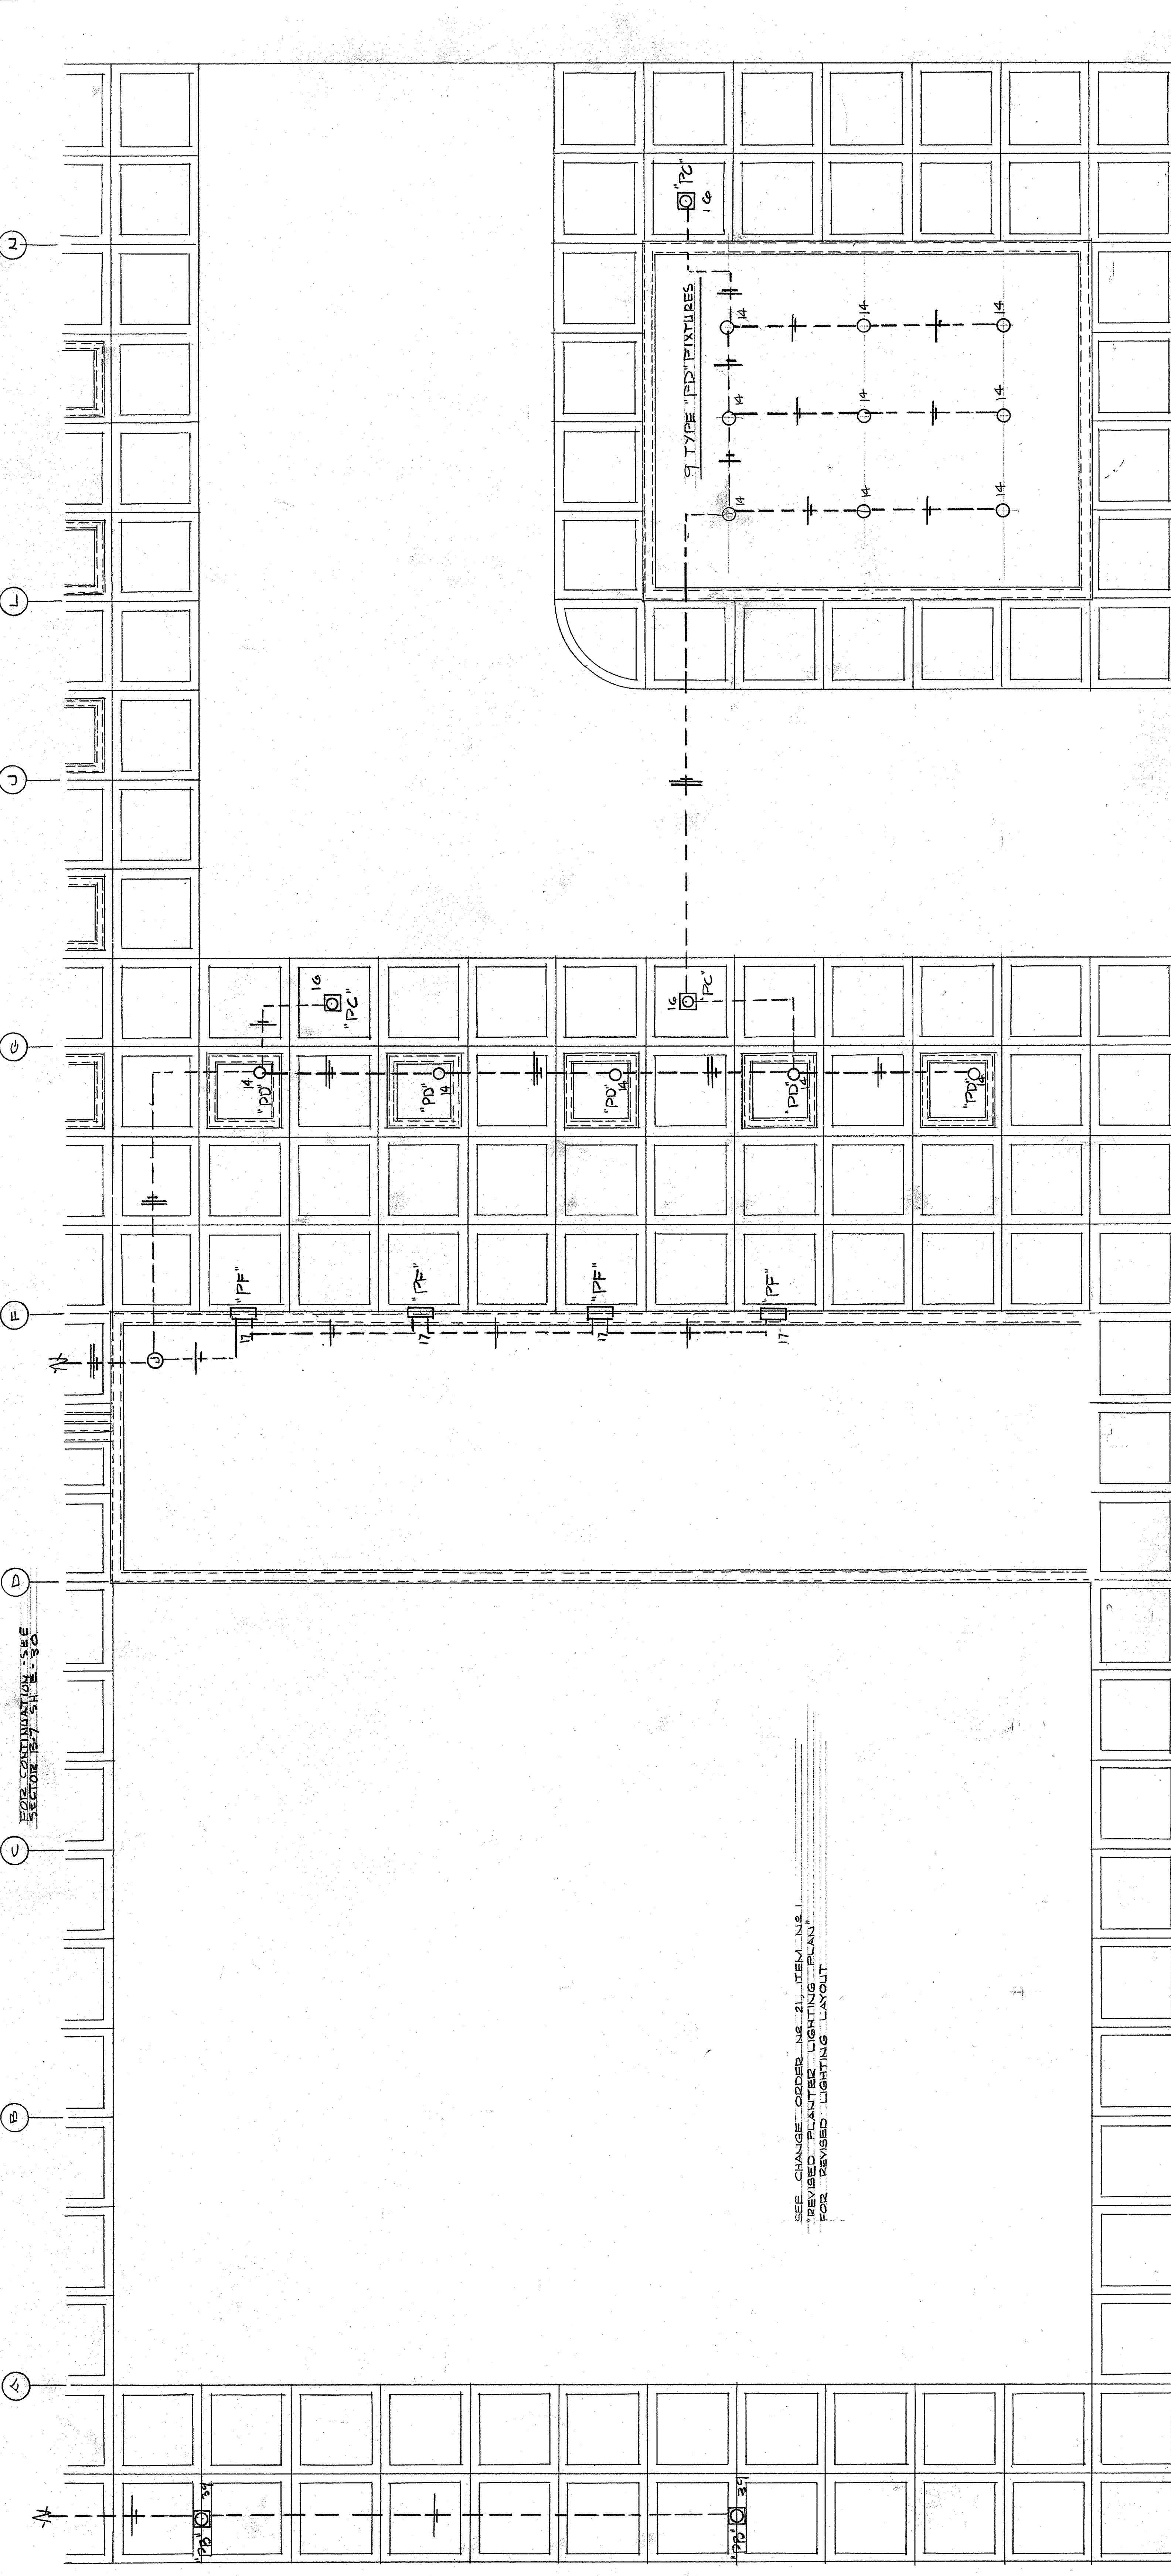 N
L
J
G
F
D
C
B
A
"PC"
16
9 TYPE "PD" FIXTURES
14
14
14
14
14
14
14
14
14
16
"PC"
16
"PC"
14
"PD"
"PD"
14
"PD"
14
"PD"
14
"PD"
14
"PF"
"PF"
"PF"
"PF"
17
17
17
17
J
FOR CONTINUATION - SEE
SECTOR B-7 SH E-30
SEE CHANGE ORDER Nº 21, ITEM Nº 1
"REVISED PLANTER LIGHTING PLAN"
FOR REVISED LIGHTING LAYOUT
"PB"
39
"PB"
39